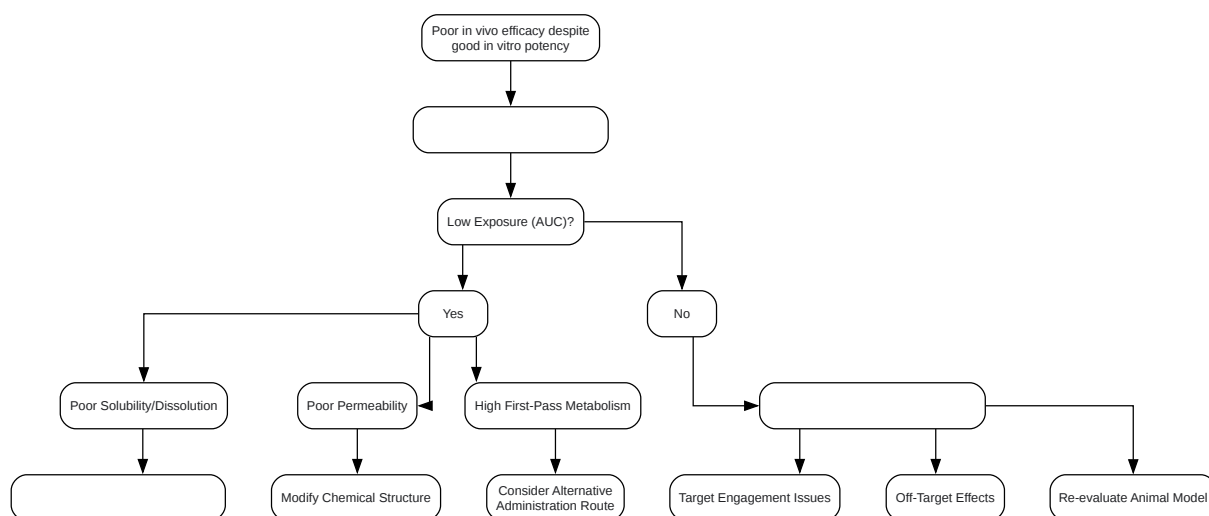 Poor in vivo efficacy despite
good in vitro potency
Low Exposure (AUC)?
Yes
No
Poor Solubility/Dissolution
Poor Permeability
High First-Pass Metabolism
Modify Chemical Structure
Consider Alternative
Administration Route
Target Engagement Issues
Off-Target Effects
Re-evaluate Animal Model